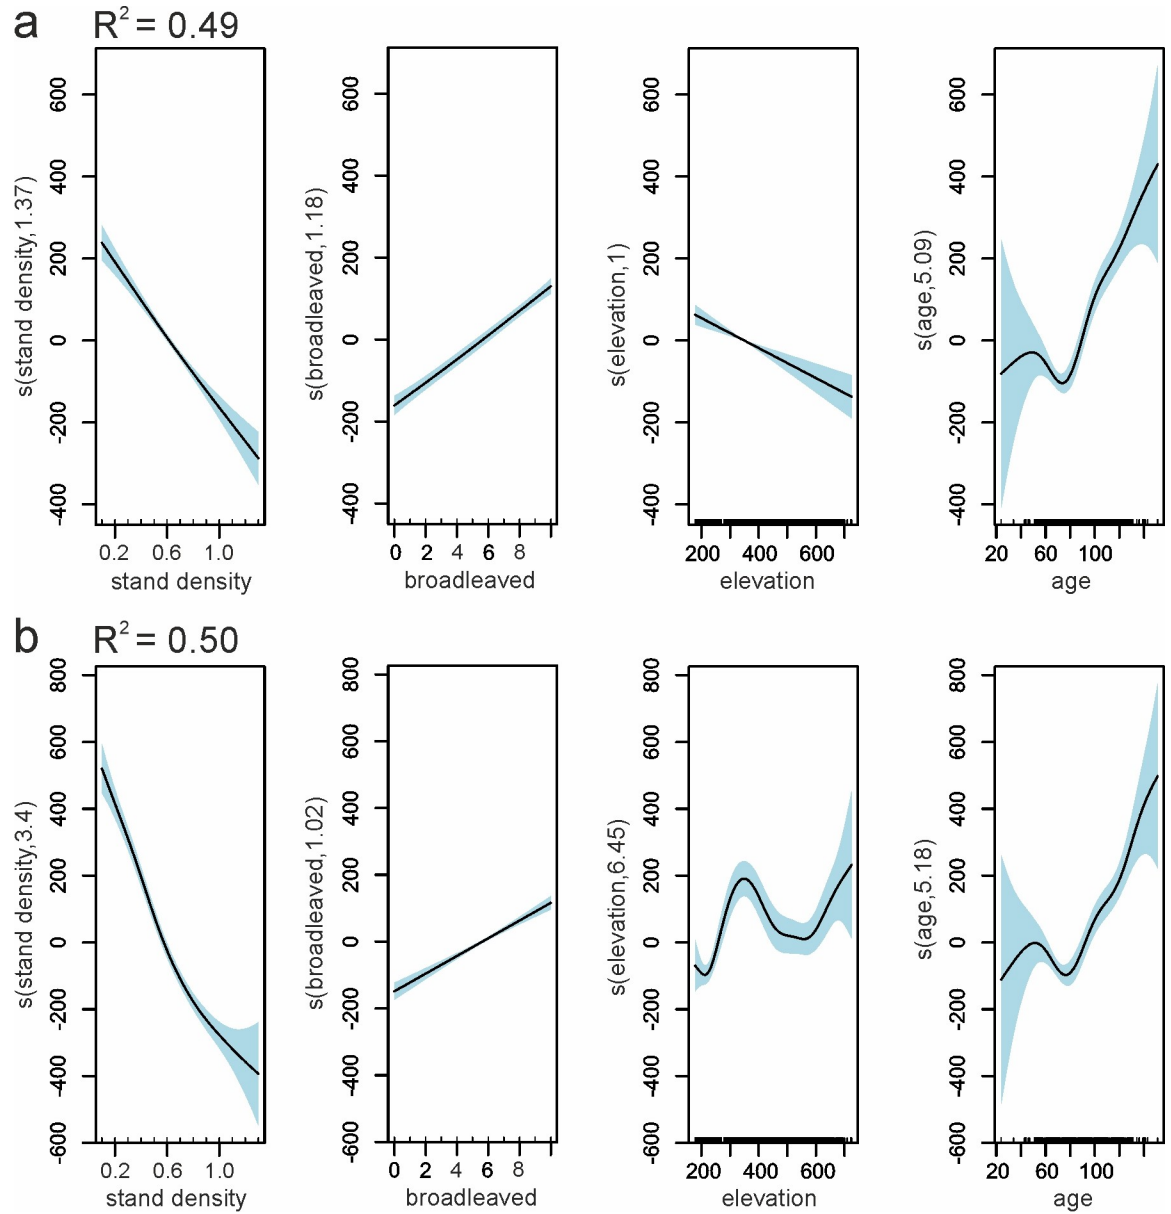 a R² = 0.49
s(stand density,1.37)
600
400
200
0
-200
-400
0.2 0.6 1.0
stand density
s(broadleaved,1.18)
600
400
200
0
-200
-400
0 2 4 6 8
broadleaved
s(elevation,1)
600
400
200
0
-200
-400
200 400 600
elevation
s(age,5.09)
600
400
200
0
-200
-400
20 60 100
age
b R² = 0.50
s(stand density,3.4)
800
600
400
200
0
-200
-400
-600
0.2 0.6 1.0
stand density
s(broadleaved,1.02)
800
600
400
200
0
-200
-400
-600
0 2 4 6 8
broadleaved
s(elevation,6.45)
800
600
400
200
0
-200
-400
-600
200 400 600
elevation
s(age,5.18)
800
600
400
200
0
-200
-400
-600
20 60 100
age